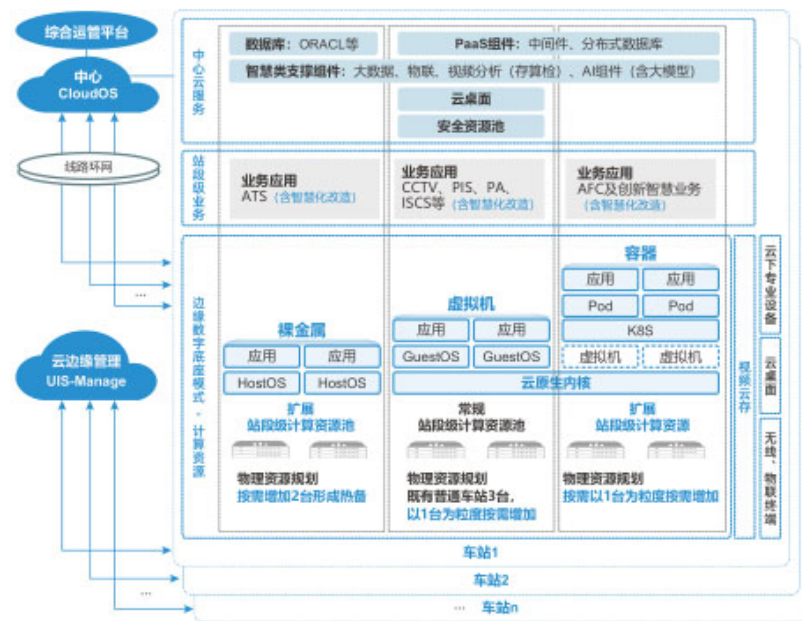 综合运管平台
中心
CloudOS
线路环网
...
云边缘管理
UIS-Manage
...
中心云服务
数据库：ORACL等
PaaS组件：中间件、分布式数据库
智慧类支撑组件：大数据、物联、视频分析（存算检）、AI组件（含大模型）
云桌面
安全资源池
站段级业务
业务应用
ATS（含智慧化改造）
业务应用
CCTV、PIS、PA、
ISCS等（含智慧化改造）
业务应用
AFC及创新智慧业务
（含智慧化改造）
边缘数字底座模式-计算资源
裸金属
应用
应用
HostOS
HostOS
扩展
站段级计算资源池
物理资源规划
按需增加2台形成热备
虚拟机
应用
应用
GuestOS
GuestOS
云原生内核
常规
站段级计算资源池
物理资源规划
既有普通车站3台，
以1台为粒度按需增加
容器
应用
应用
Pod
Pod
K8S
虚拟机
虚拟机
扩展
站段级计算资源
物理资源规划
按需以1台为粒度按需增加
视频云存
云下专业设备
云桌面
无线、物联终端
车站1
车站2
... 车站n